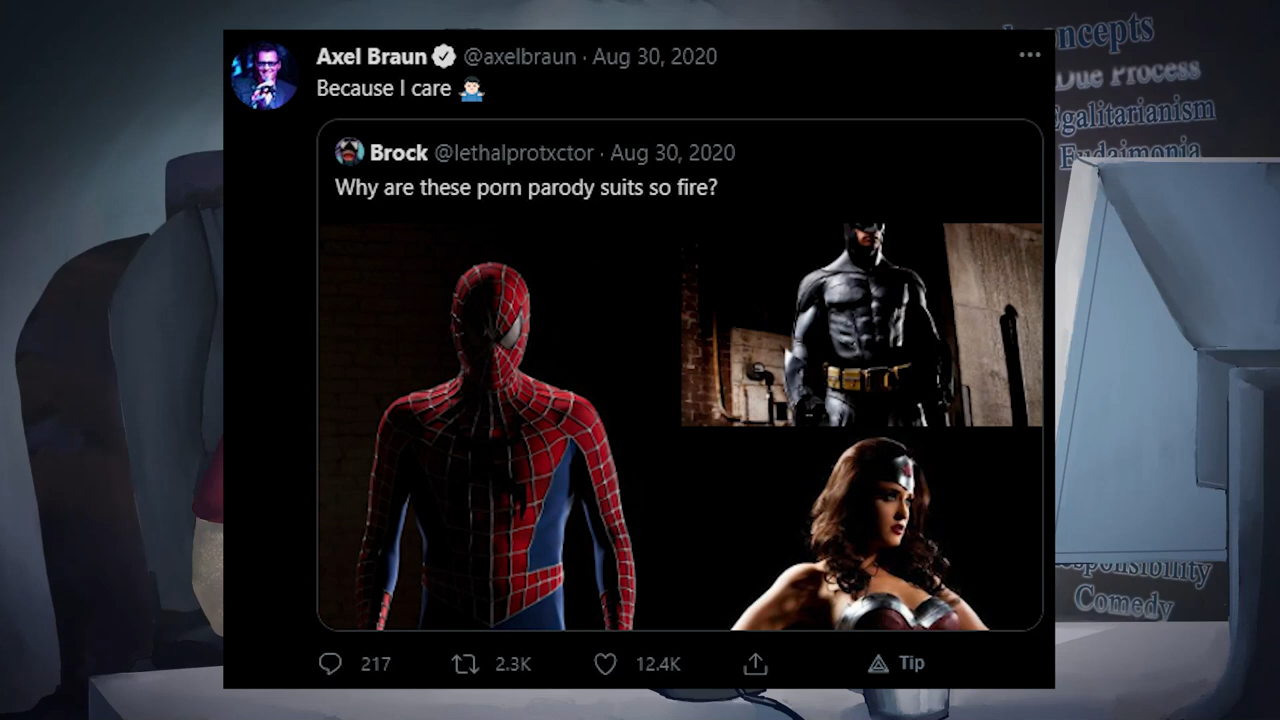 Axel Braun @axelbraun · Aug 30, 2020
Because I care
Brock @lethalprotxctor · Aug 30, 2020
Why are these porn parody suits so fire?
217 2.3K 12.4K Tip
Due Process
Egalitarianism
Eudaimonia
Comedy